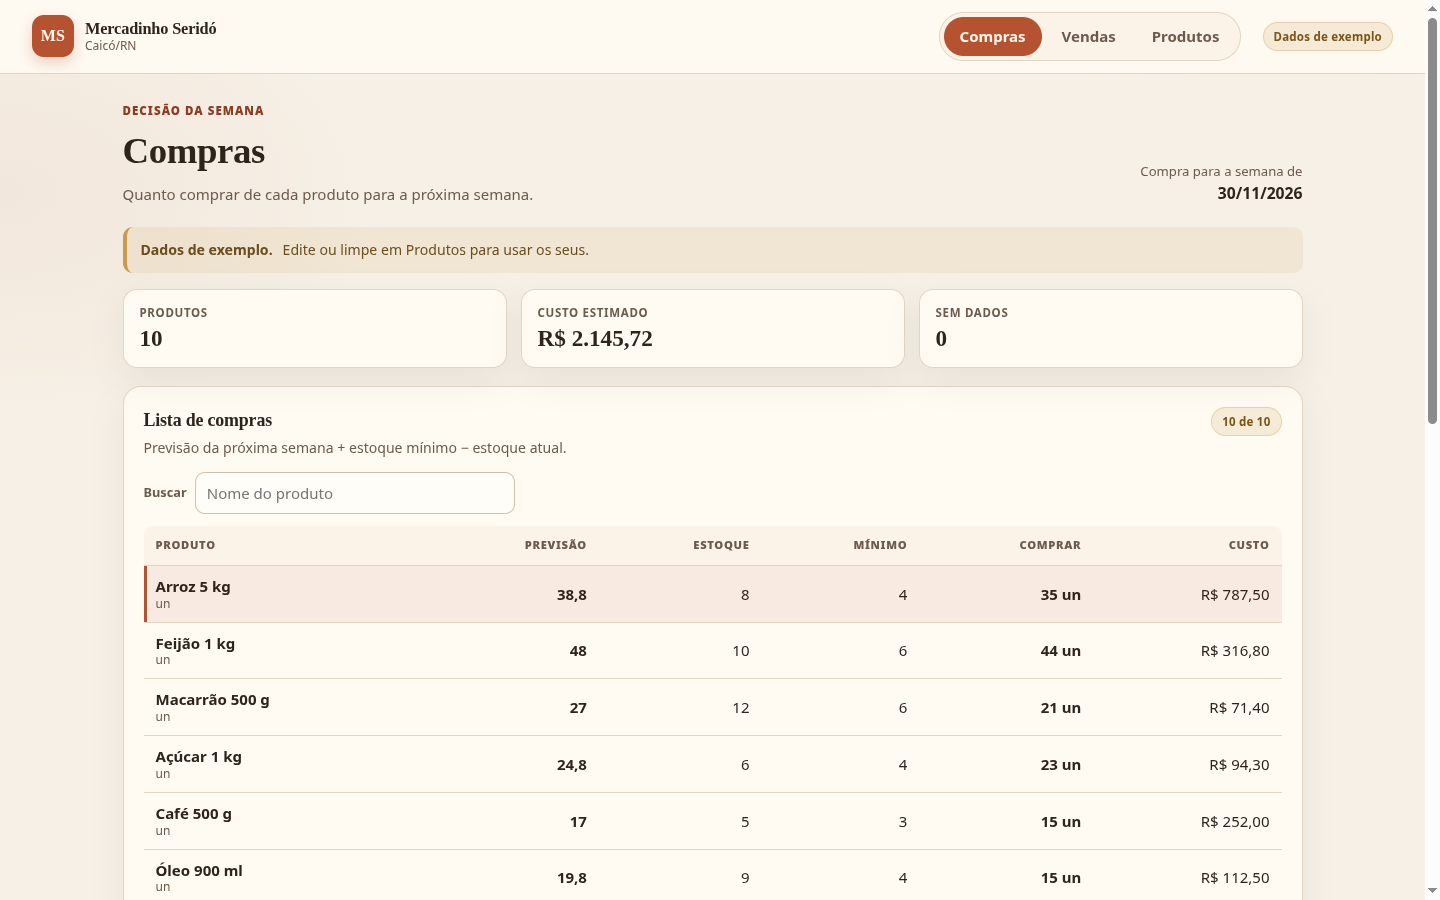 MS
Mercadinho Seridó
Caicó/RN
Compras Vendas Produtos
Dados de exemplo
DECISÃO DA SEMANA
Compras
Quanto comprar de cada produto para a próxima semana.
Compra para a semana de
30/11/2026
Dados de exemplo. Edite ou limpe em Produtos para usar os seus.
PRODUTOS
10
CUSTO ESTIMADO
R$ 2.145,72
SEM DADOS
0
Lista de compras
10 de 10
Previsão da próxima semana + estoque mínimo − estoque atual.
Buscar Nome do produto
PRODUTO PREVISÃO ESTOQUE MÍNIMO COMPRAR CUSTO
Arroz 5 kg
un
38,8 8 4 35 un R$ 787,50
Feijão 1 kg
un
48 10 6 44 un R$ 316,80
Macarrão 500 g
un
27 12 6 21 un R$ 71,40
Açúcar 1 kg
un
24,8 6 4 23 un R$ 94,30
Café 500 g
un
17 5 3 15 un R$ 252,00
Óleo 900 ml
un
19,8 9 4 15 un R$ 112,50